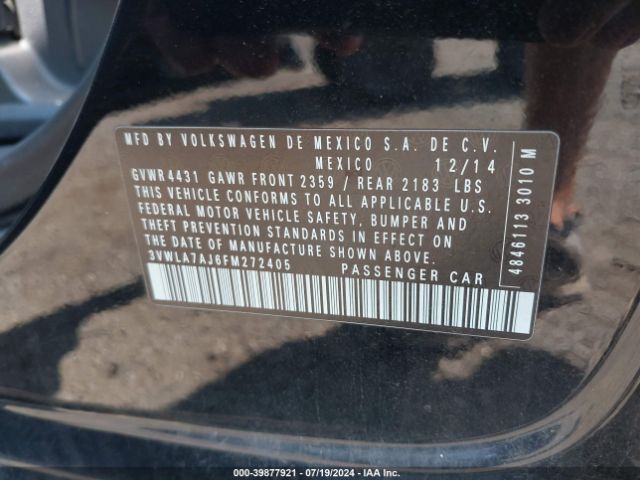 MFD BY VOLKSWAGEN DE MEXICO S.A. DE C.V.
MEXICO 12/14
GVWR 4431 GAWR FRONT 2359 / REAR 2183 LBS
THIS VEHICLE CONFORMS TO ALL APPLICABLE U.S.
FEDERAL MOTOR VEHICLE SAFETY, BUMPER AND
THEFT PREVENTION STANDARDS IN EFFECT ON
THE DATE OF MANUFACTURE SHOWN ABOVE.
3VWLA7AJ6FM272405 PASSENGER CAR
4846113 3010 M
000-39877921 - 07/19/2024 - IAA Inc.